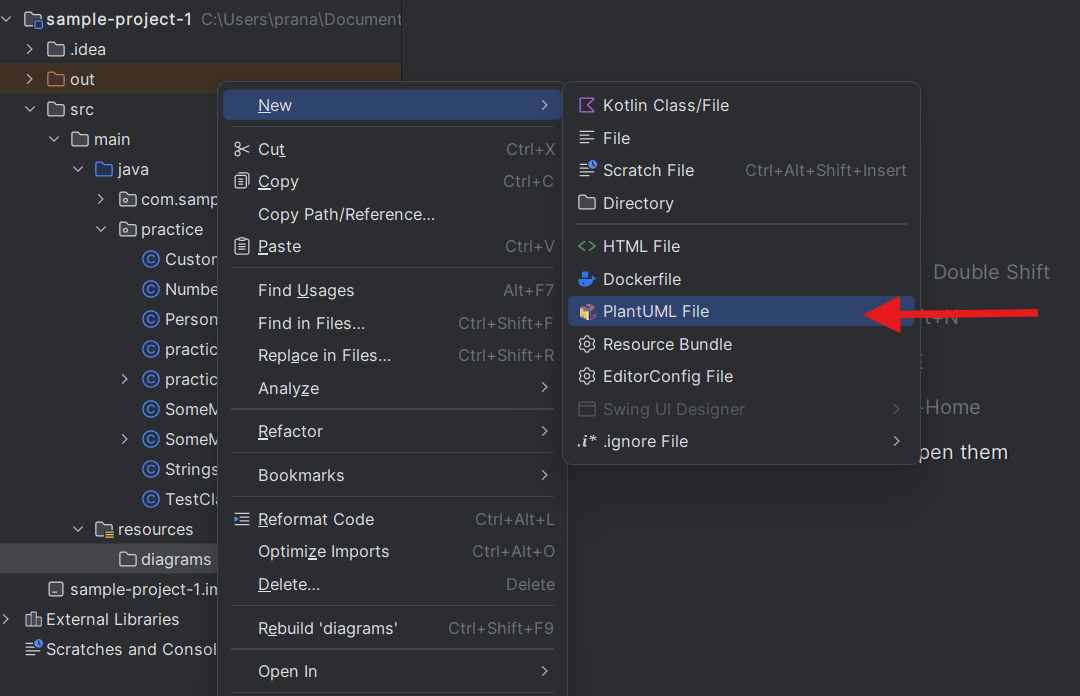 sample-project-1 C:\Users\prana\Document
.idea
out
src
main
java
com.samp
practice
Custon
Numbe
Person
practic
practic
SomeM
SomeM
Strings
TestCla
resources
diagrams
sample-project-1.im
External Libraries
Scratches and Consol
New
Cut Ctrl+X
Copy Ctrl+C
Copy Path/Reference...
Paste Ctrl+V
Find Usages Alt+F7
Find in Files... Ctrl+Shift+F
Replace in Files... Ctrl+Shift+R
Analyze
Refactor
Bookmarks
Reformat Code Ctrl+Alt+L
Optimize Imports Ctrl+Alt+O
Delete... Delete
Rebuild 'diagrams' Ctrl+Shift+F9
Open In
Kotlin Class/File
File
Scratch File Ctrl+Alt+Shift+Insert
Directory
HTML File
Dockerfile
PlantUML File
Resource Bundle
EditorConfig File
Swing UI Designer
.i* .ignore File
Double Shift
ft+N
-Home
pen them